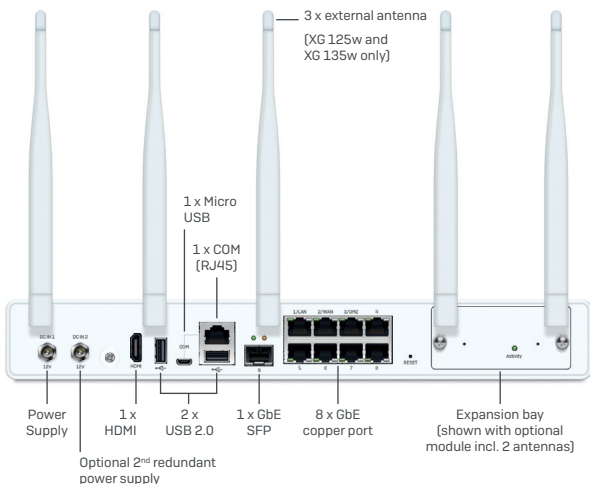 3 x external antenna
(XG 125w and
XG 135w only)
1 x Micro
USB
1 x COM
(RJ45)
1/LAN 2/WAN 3/DMZ 4
DC IN 1
DC IN 2
COM
12V
12V
HDMI
5 6 7 8
RESET
Activity
Power
Supply
1 x
HDMI
2 x
USB 2.0
1 x GbE
SFP
8 x GbE
copper port
Expansion bay
(shown with optional
module incl. 2 antennas)
Optional 2nd redundant
power supply